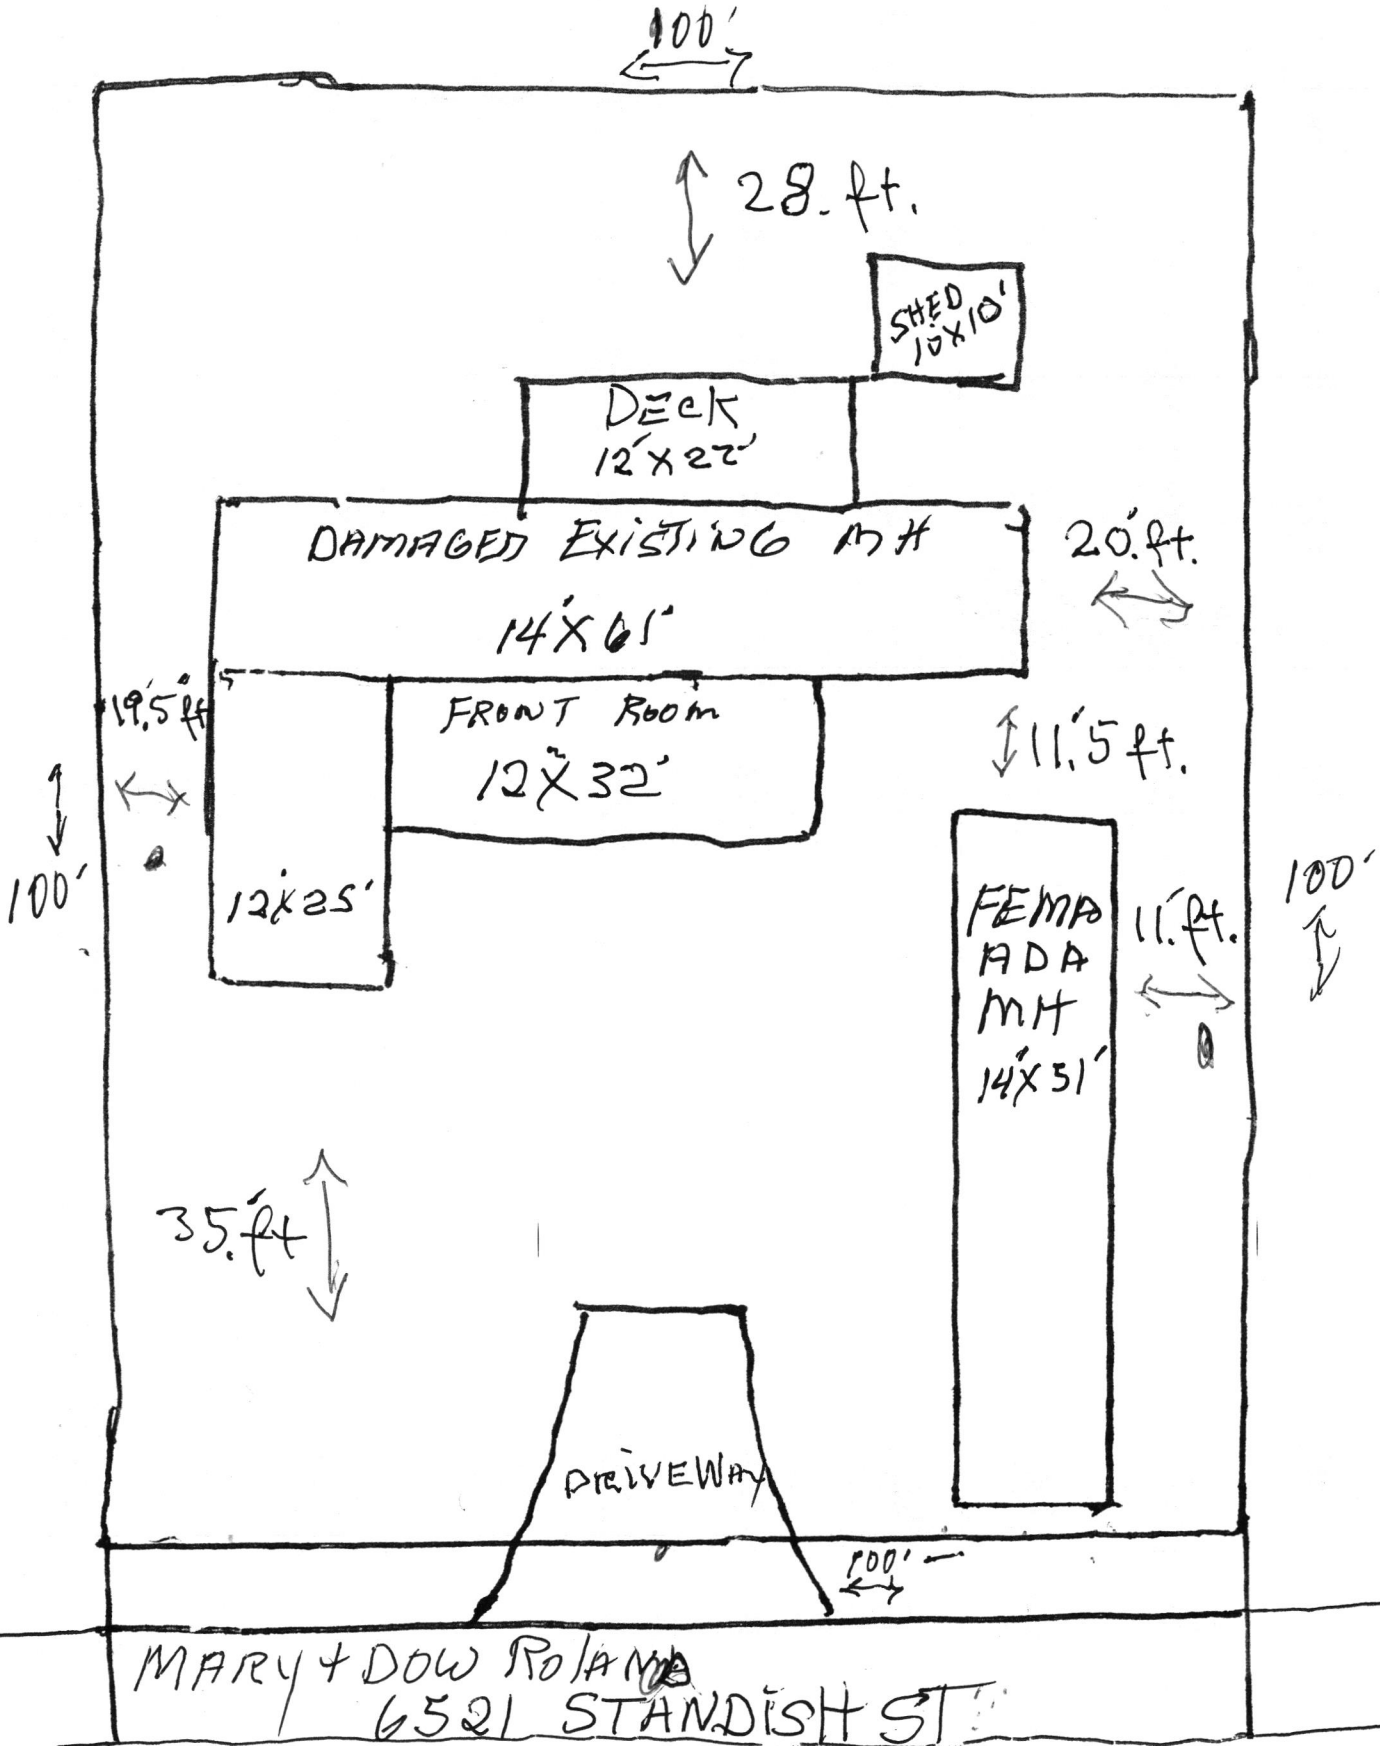 100'
28. ft.
SHED
10'X10'
DECK
12'X22'
DAMAGED EXISTING MH
14'X61'
20'.ft.
19.'5"ft
FRONT ROOM
12'X32'
11.'5 ft.
100'
12'X25'
FEMA
ADA
MH
14'X51'
11'.ft.
100'
35.'ft
DRIVEWAY
100'
MARY + DOW ROLAND
6521 STANDISH ST